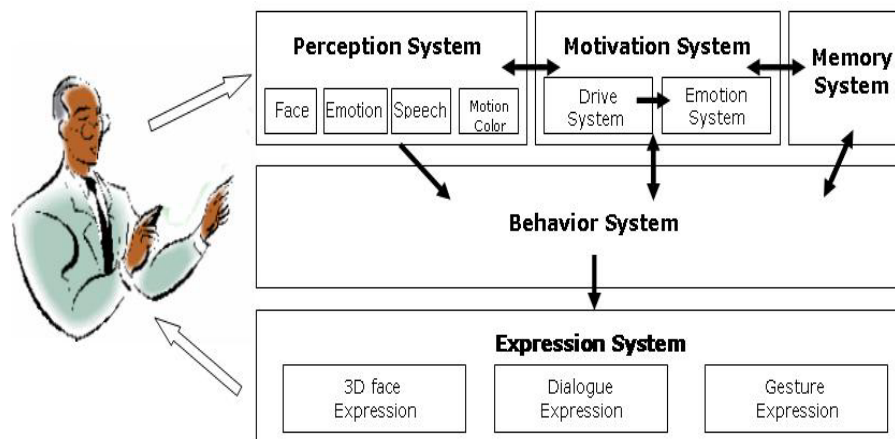 Perception System
Face
Emotion
Speech
Motion
Color
Motivation System
Drive
System
Emotion
System
Memory
System
Behavior System
Expression System
3D face
Expression
Dialogue
Expression
Gesture
Expression